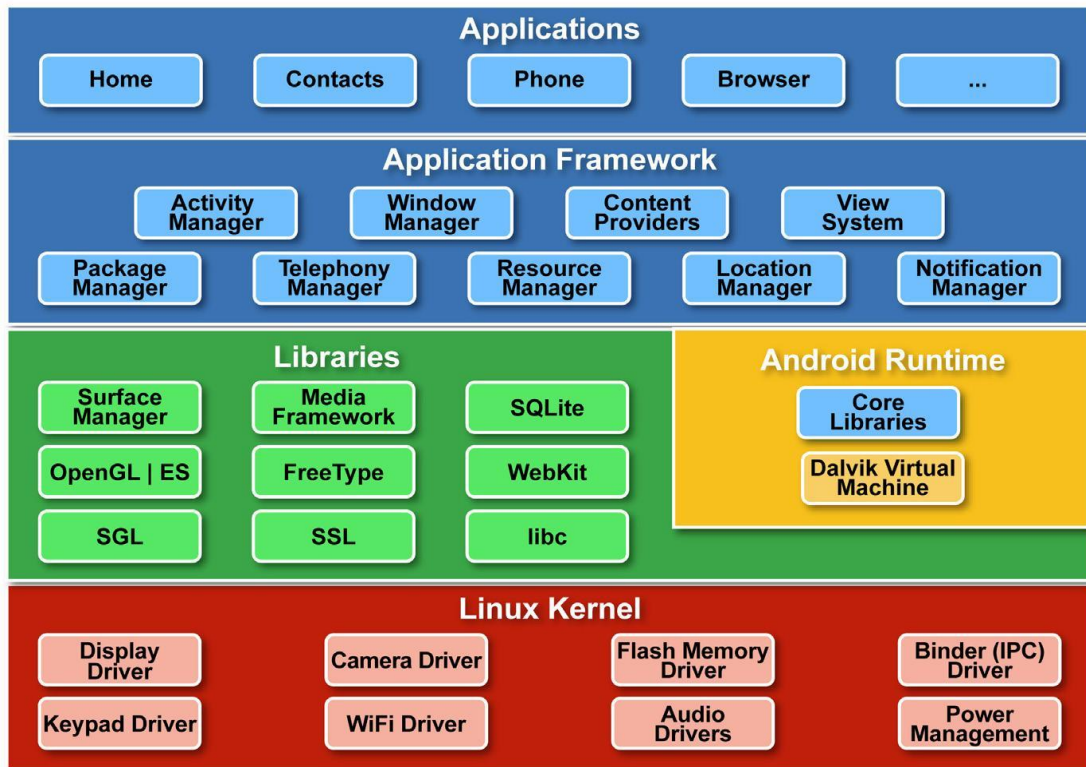 Applications
Home
Contacts
Phone
Browser
...
Application Framework
Activity
Manager
Window
Manager
Content
Providers
View
System
Package
Manager
Telephony
Manager
Resource
Manager
Location
Manager
Notification
Manager
Libraries
Surface
Manager
Media
Framework
SQLite
OpenGL | ES
FreeType
WebKit
SGL
SSL
libc
Android Runtime
Core
Libraries
Dalvik Virtual
Machine
Linux Kernel
Display
Driver
Camera Driver
Flash Memory
Driver
Binder (IPC)
Driver
Keypad Driver
WiFi Driver
Audio
Drivers
Power
Management